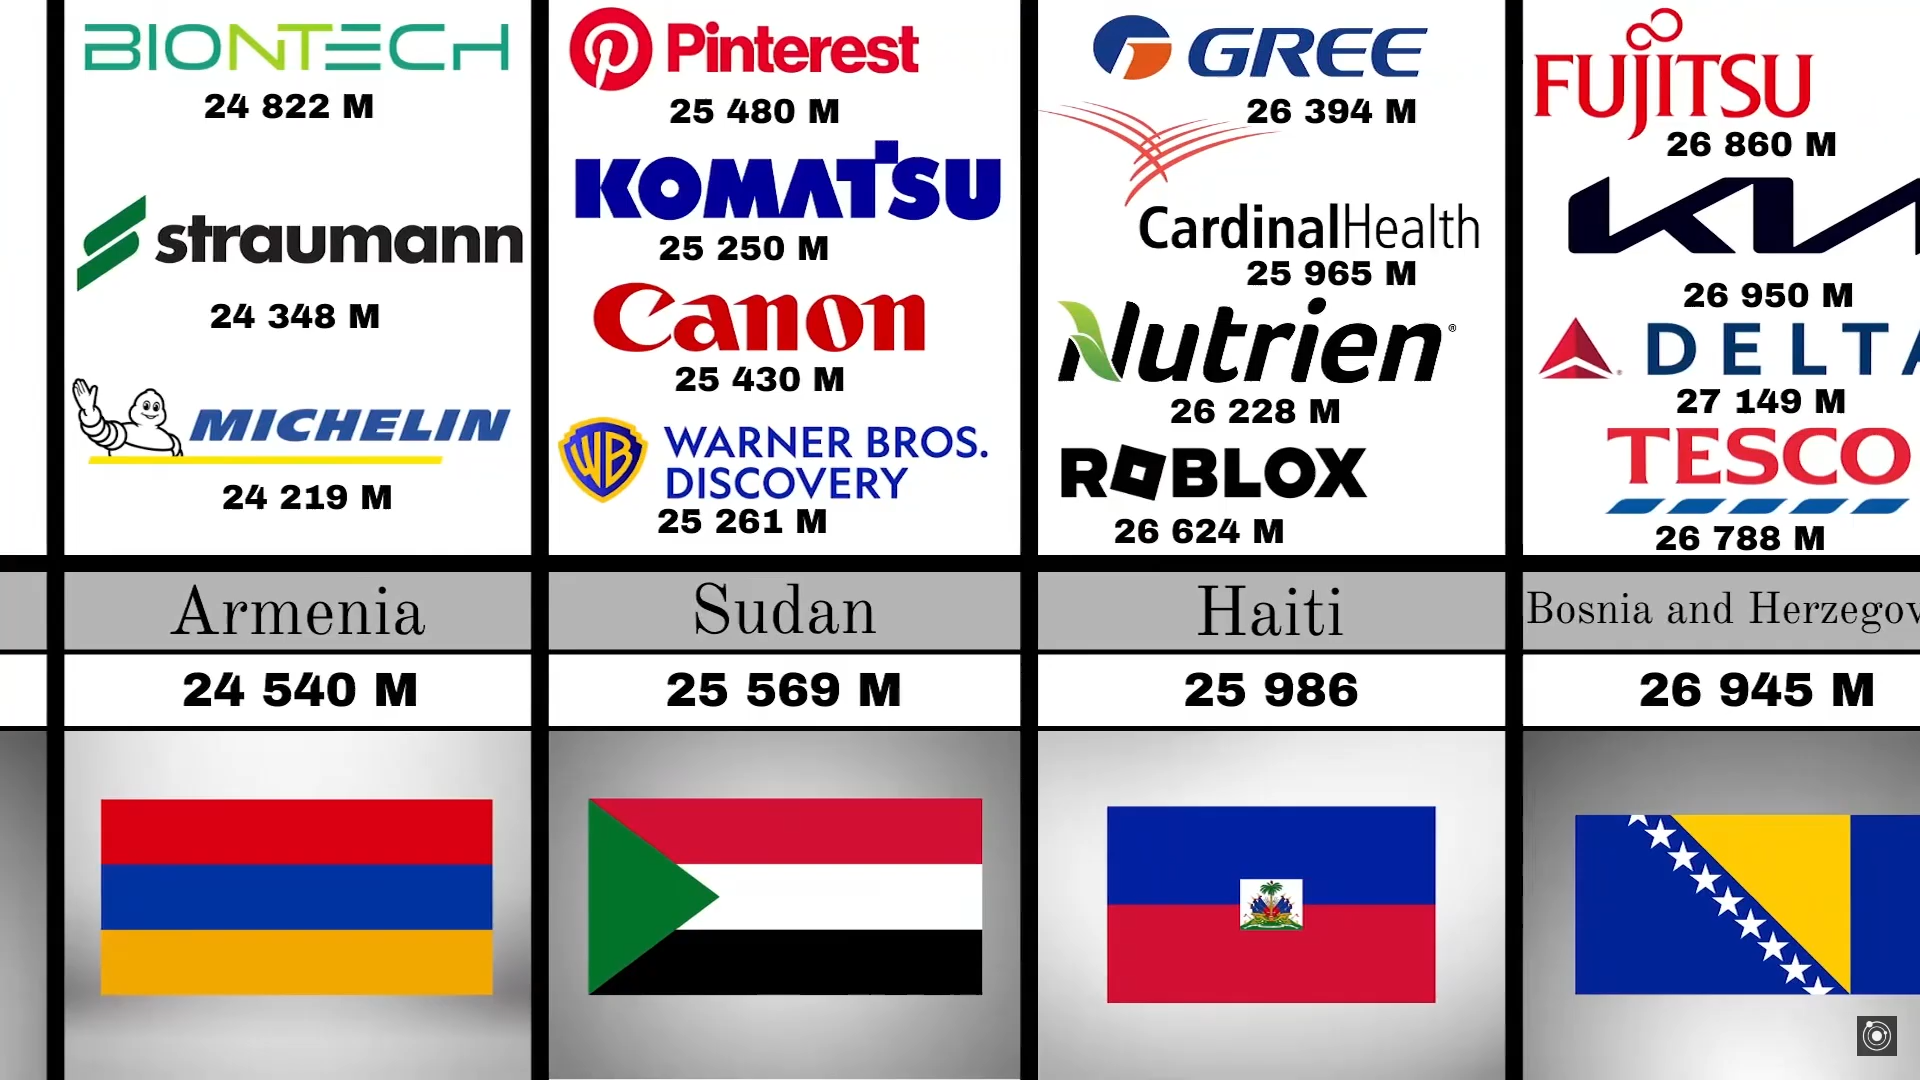 BIONTECH
24 822 M
straumann
24 348 M
MICHELIN
24 219 M
Armenia
24 540 M
Pinterest
25 480 M
KOMATSU
25 250 M
Canon
25 430 M
WB
WARNER BROS.
DISCOVERY
25 261 M
Sudan
25 569 M
GREE
26 394 M
CardinalHealth
25 965 M
Nutrien®
26 228 M
ROBLOX
26 624 M
Haiti
25 986
FUJITSU
26 860 M
KIA
26 950 M
DELTA
27 149 M
TESCO
26 788 M
Bosnia and Herzegov
26 945 M